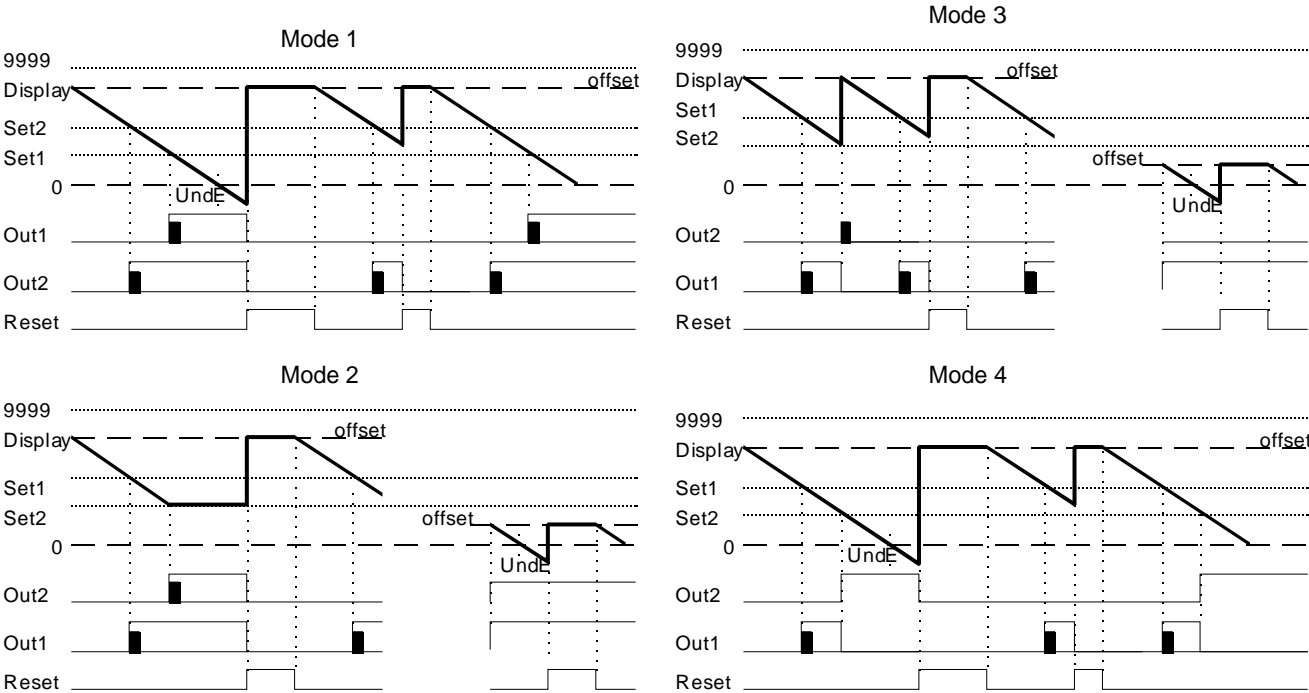 Mode 1
9999
Display
offset
Set2
Set1
0
UndE
Out1
Out2
Reset
Mode 3
9999
Display
offset
Set1
Set2
offset
0
UndE
Out2
Out1
Reset
Mode 2
9999
Display
offset
Set1
Set2
offset
0
UndE
Out2
Out1
Reset
Mode 4
9999
Display
offset
Set1
Set2
0
UndE
Out2
Out1
Reset